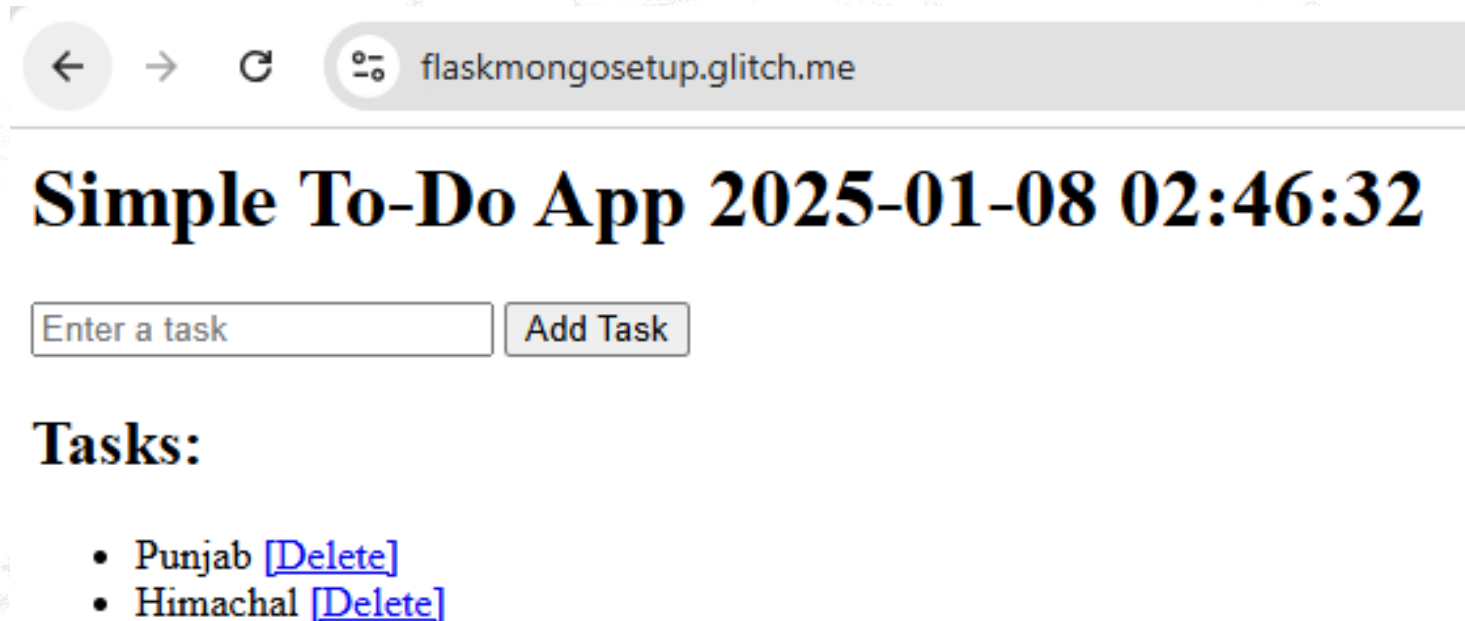 flaskmongosetup.glitch.me
Simple To-Do App 2025-01-08 02:46:32
Enter a task Add Task
Tasks:
Punjab [Delete]
Himachal [Delete]